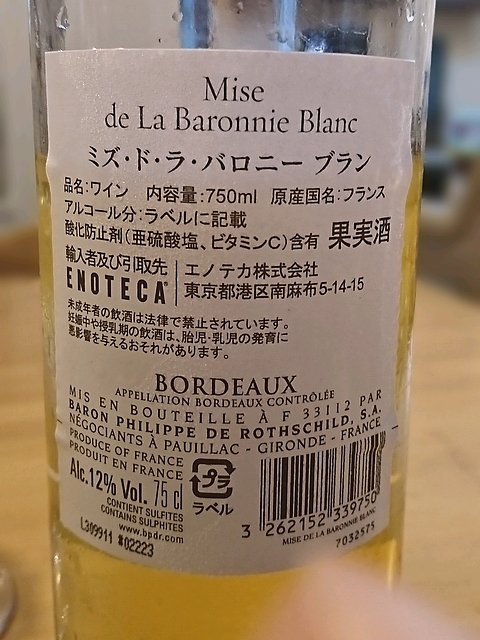 Mise
de La Baronnie Blanc
ミズ・ド・ラ・バロニー ブラン
品名:ワイン 内容量:750ml 原産国名:フランス
アルコール分:ラベルに記載
酸化防止剤(亜硫酸塩、ビタミンC)含有 果実酒
輸入者及び引取先 エノテカ株式会社
ENOTECA 東京都港区南麻布5-14-15
未成年者の飲酒は法律で禁止されています。
妊娠中や授乳期の飲酒は、胎児・乳児の発育に
悪影響を与えるおそれがあります。
BORDEAUX
APPELLATION BORDEAUX CONTRÔLÉE
MIS EN BOUTEILLE À F 33112 PAR
BARON PHILIPPE DE ROTHSCHILD, S.A.
NÉGOCIANTS À PAUILLAC - GIRONDE - FRANCE
PRODUCE OF FRANCE
PRODUIT EN FRANCE
Alc.12% Vol. 75 cl
プラ
ラベル
CONTIENT SULFITES
CONTAINS SULPHITES
www.bpdr.com
L309911 #02223
3 262152 339750
MISE DE LA BARONNIE BLANC
7032575